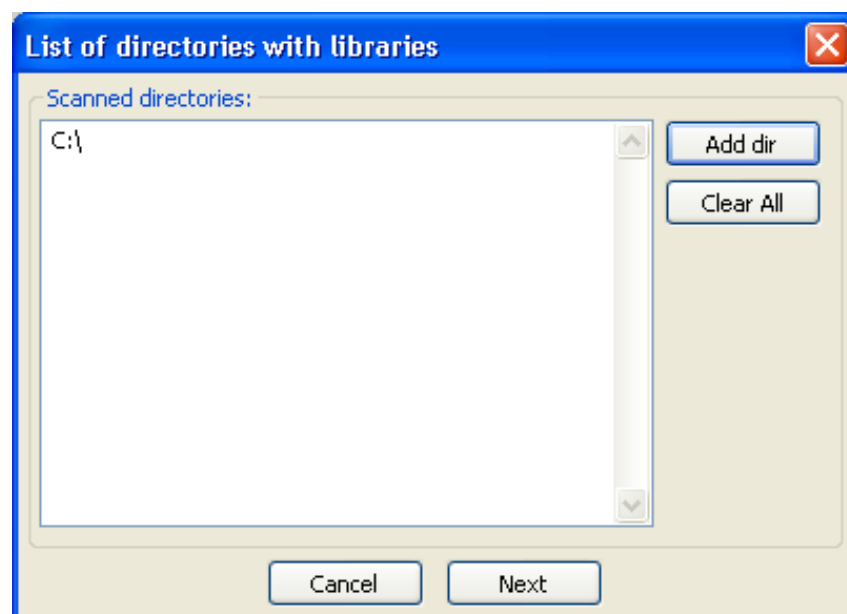 List of directories with libraries
Scanned directories:
C:\
Add dir
Clear All
Cancel
Next